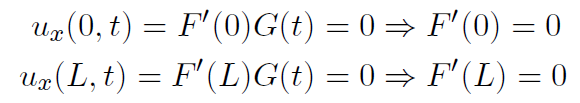 u_x(0, t) = F′(0)G(t) = 0 ⇒ F′(0) = 0
u_x(L, t) = F′(L)G(t) = 0 ⇒ F′(L) = 0